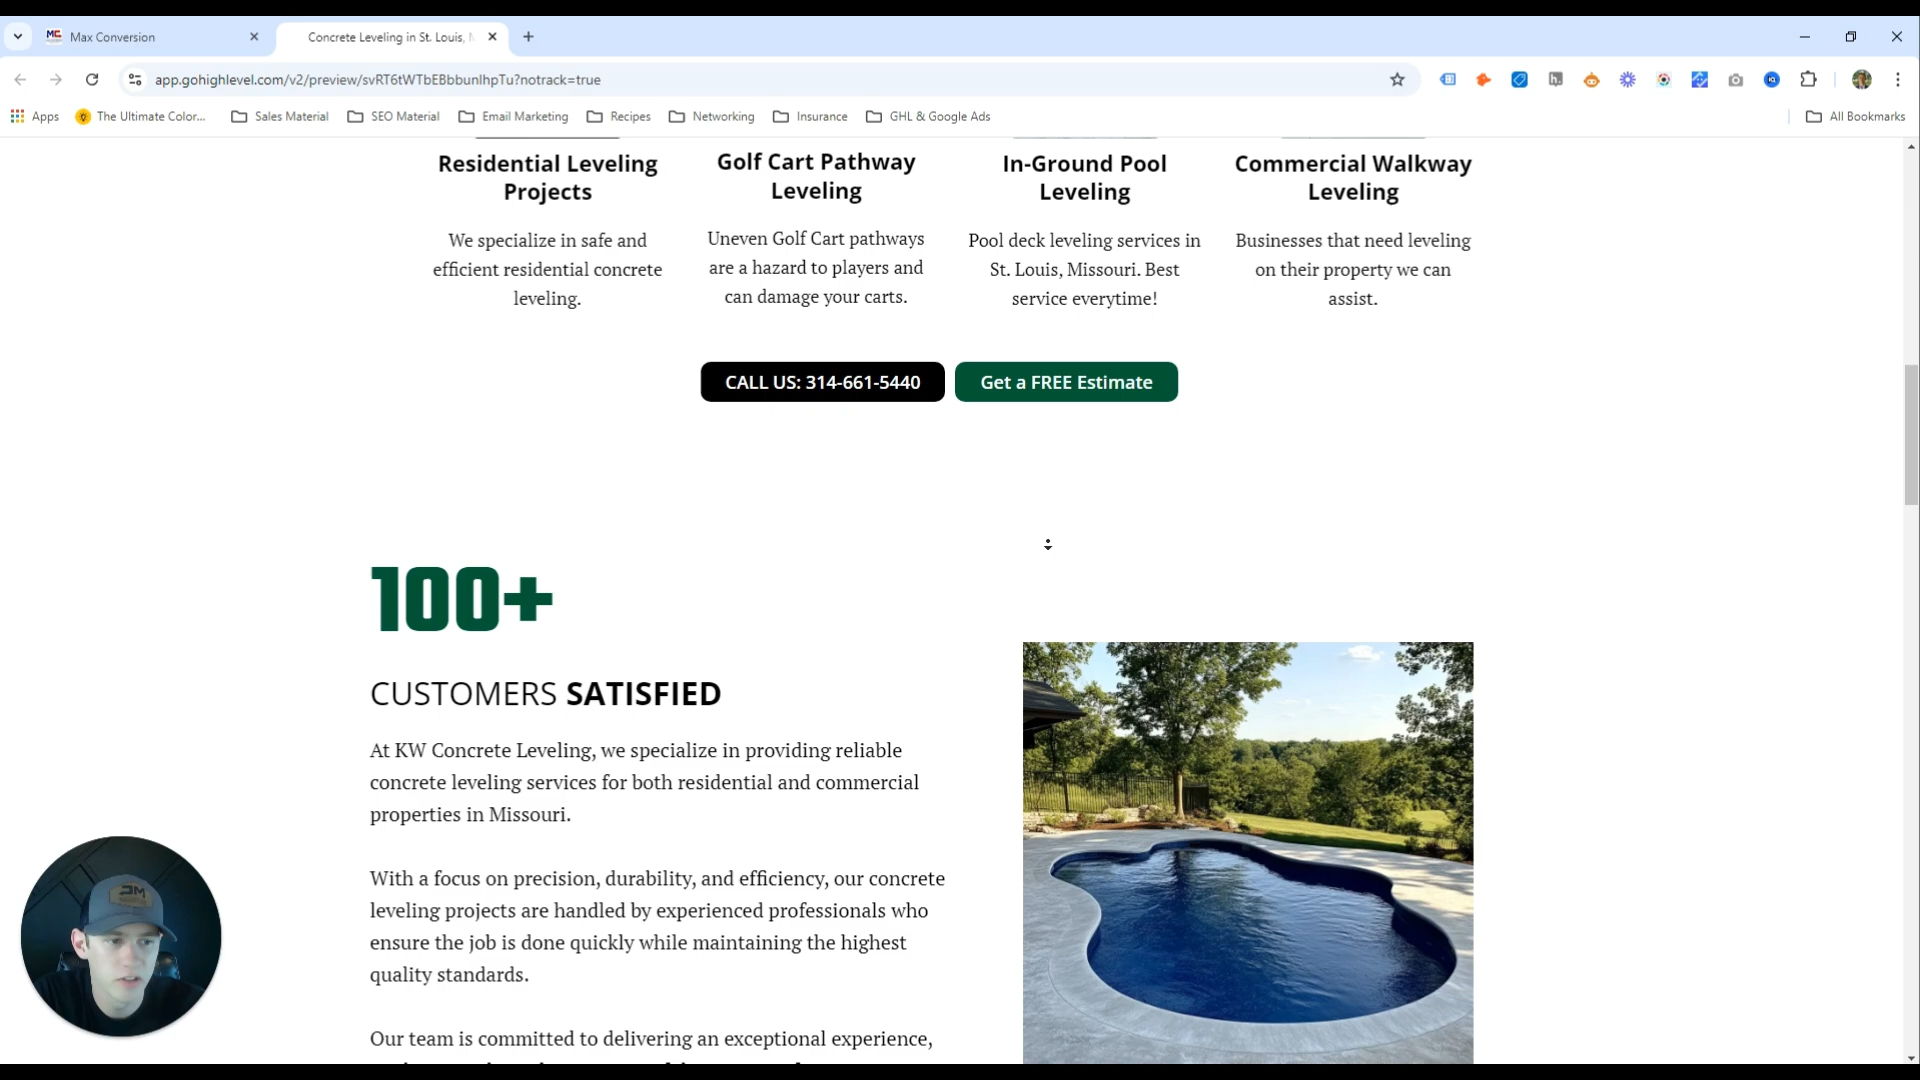 Max Conversion
Concrete Leveling in St. Louis,
app.gohighlevel.com/v2/preview/svRT6tWTbEBbbunIhpTu?notrack=true
Apps
The Ultimate Color...
Sales Material
SEO Material
Email Marketing
Recipes
Networking
Insurance
GHL & Google Ads
All Bookmarks
Residential Leveling
Projects
We specialize in safe and
efficient residential concrete
leveling.
Golf Cart Pathway
Leveling
Uneven Golf Cart pathways
are a hazard to players and
can damage your carts.
In-Ground Pool
Leveling
Pool deck leveling services in
St. Louis, Missouri. Best
service everytime!
Commercial Walkway
Leveling
Businesses that need leveling
on their property we can
assist.
CALL US: 314-661-5440
Get a FREE Estimate
100+
CUSTOMERS SATISFIED
At KW Concrete Leveling, we specialize in providing reliable
concrete leveling services for both residential and commercial
properties in Missouri.
With a focus on precision, durability, and efficiency, our concrete
leveling projects are handled by experienced professionals who
ensure the job is done quickly while maintaining the highest
quality standards.
Our team is committed to delivering an exceptional experience,